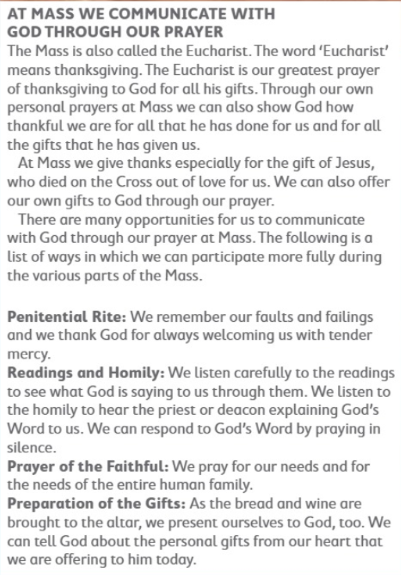 AT MASS WE COMMUNICATE WITH
GOD THROUGH OUR PRAYER
The Mass is also called the Eucharist. The word ‘Eucharist’
means thanksgiving. The Eucharist is our greatest prayer
of thanksgiving to God for all his gifts. Through our own
personal prayers at Mass we can also show God how
thankful we are for all that he has done for us and for all
the gifts that he has given us.
At Mass we give thanks especially for the gift of Jesus,
who died on the Cross out of love for us. We can also offer
our own gifts to God through our prayer.
There are many opportunities for us to communicate
with God through our prayer at Mass. The following is a
list of ways in which we can participate more fully during
the various parts of the Mass.
Penitential Rite: We remember our faults and failings
and we thank God for always welcoming us with tender
mercy.
Readings and Homily: We listen carefully to the readings
to see what God is saying to us through them. We listen to
the homily to hear the priest or deacon explaining God’s
Word to us. We can respond to God’s Word by praying in
silence.
Prayer of the Faithful: We pray for our needs and for
the needs of the entire human family.
Preparation of the Gifts: As the bread and wine are
brought to the altar, we present ourselves to God, too. We
can tell God about the personal gifts from our heart that
we are offering to him today.